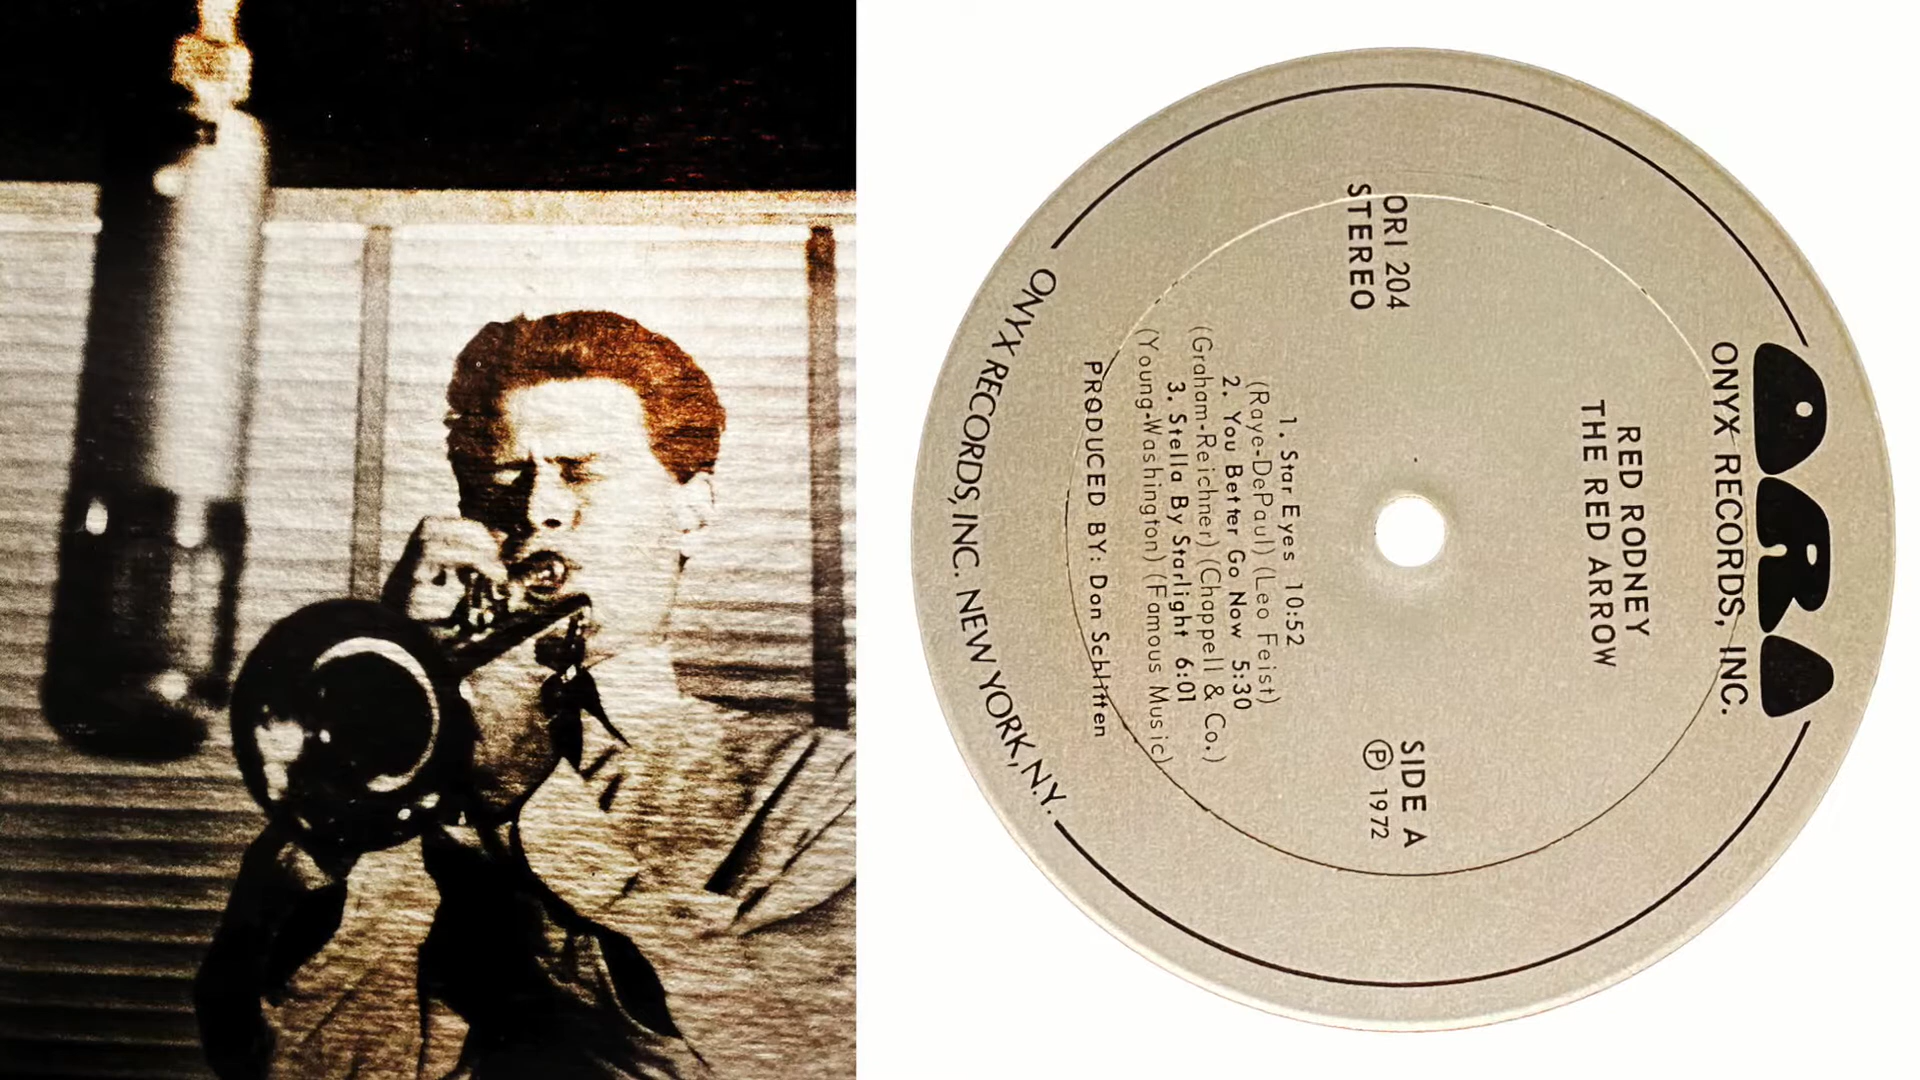 ONYX RECORDS, INC.
RED RODNEY
THE RED ARROW
ORI 204
STEREO
SIDE A
Ⓟ 1972
1. Star Eyes 10:52
(Raye-DePaul) (Leo Feist)
2. You Better Go Now 5:30
(Graham-Reichner) (Chappell & Co.)
3. Stella By Starlight 6:01
(Young-Washington) (Famous Music)
PRODUCED BY: Don Schlitten
ONYX RECORDS, INC. NEW YORK, N.Y.